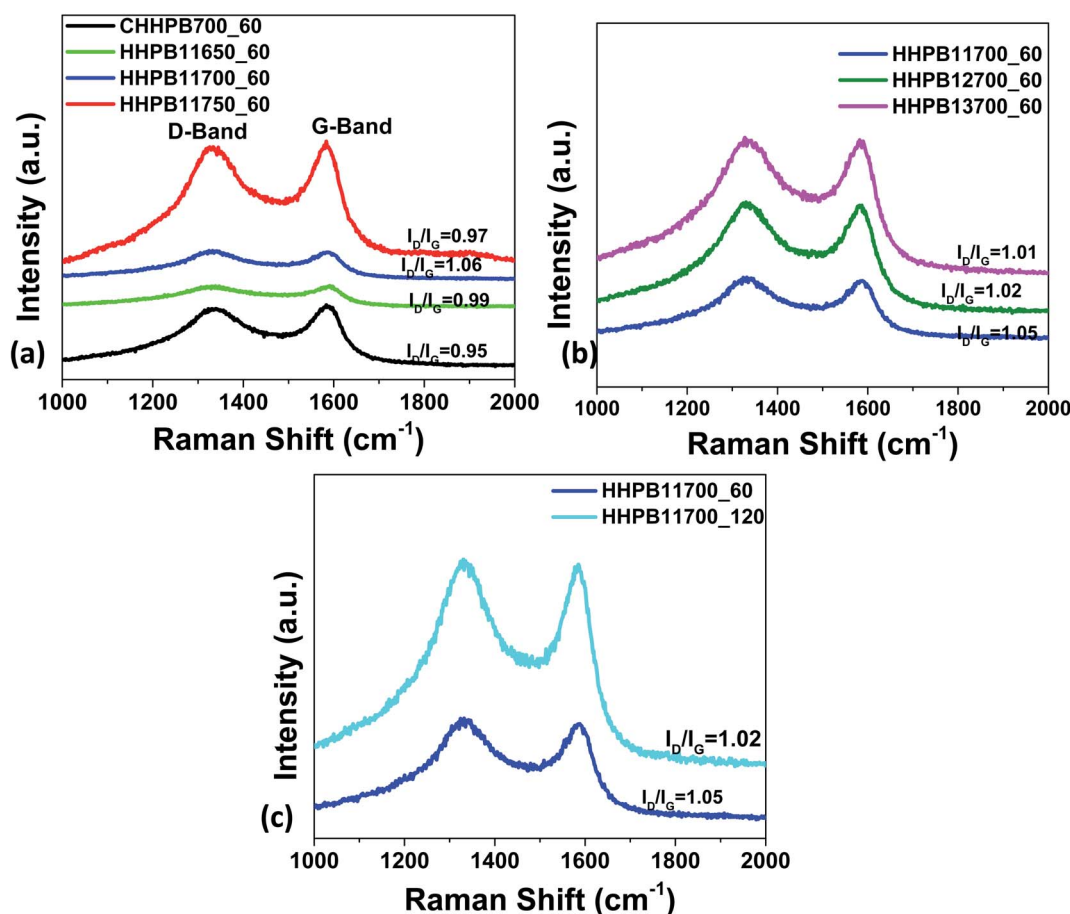 CHHPB700_60
HHPB11650_60
HHPB11700_60
HHPB11750_60
D-Band
G-Band
I_D/I_G=0.97
I_D/I_G=1.06
I_D/I_G=0.99
I_D/I_G=0.95
Intensity (a.u.)
(a)
1000 1200 1400 1600 1800 2000
Raman Shift (cm⁻¹)
HHPB11700_60
HHPB12700_60
HHPB13700_60
I_D/I_G=1.01
I_D/I_G=1.02
I_D/I_G=1.05
Intensity (a.u.)
(b)
1000 1200 1400 1600 1800 2000
Raman Shift (cm⁻¹)
HHPB11700_60
HHPB11700_120
I_D/I_G=1.02
I_D/I_G=1.05
Intensity (a.u.)
(c)
1000 1200 1400 1600 1800 2000
Raman Shift (cm⁻¹)